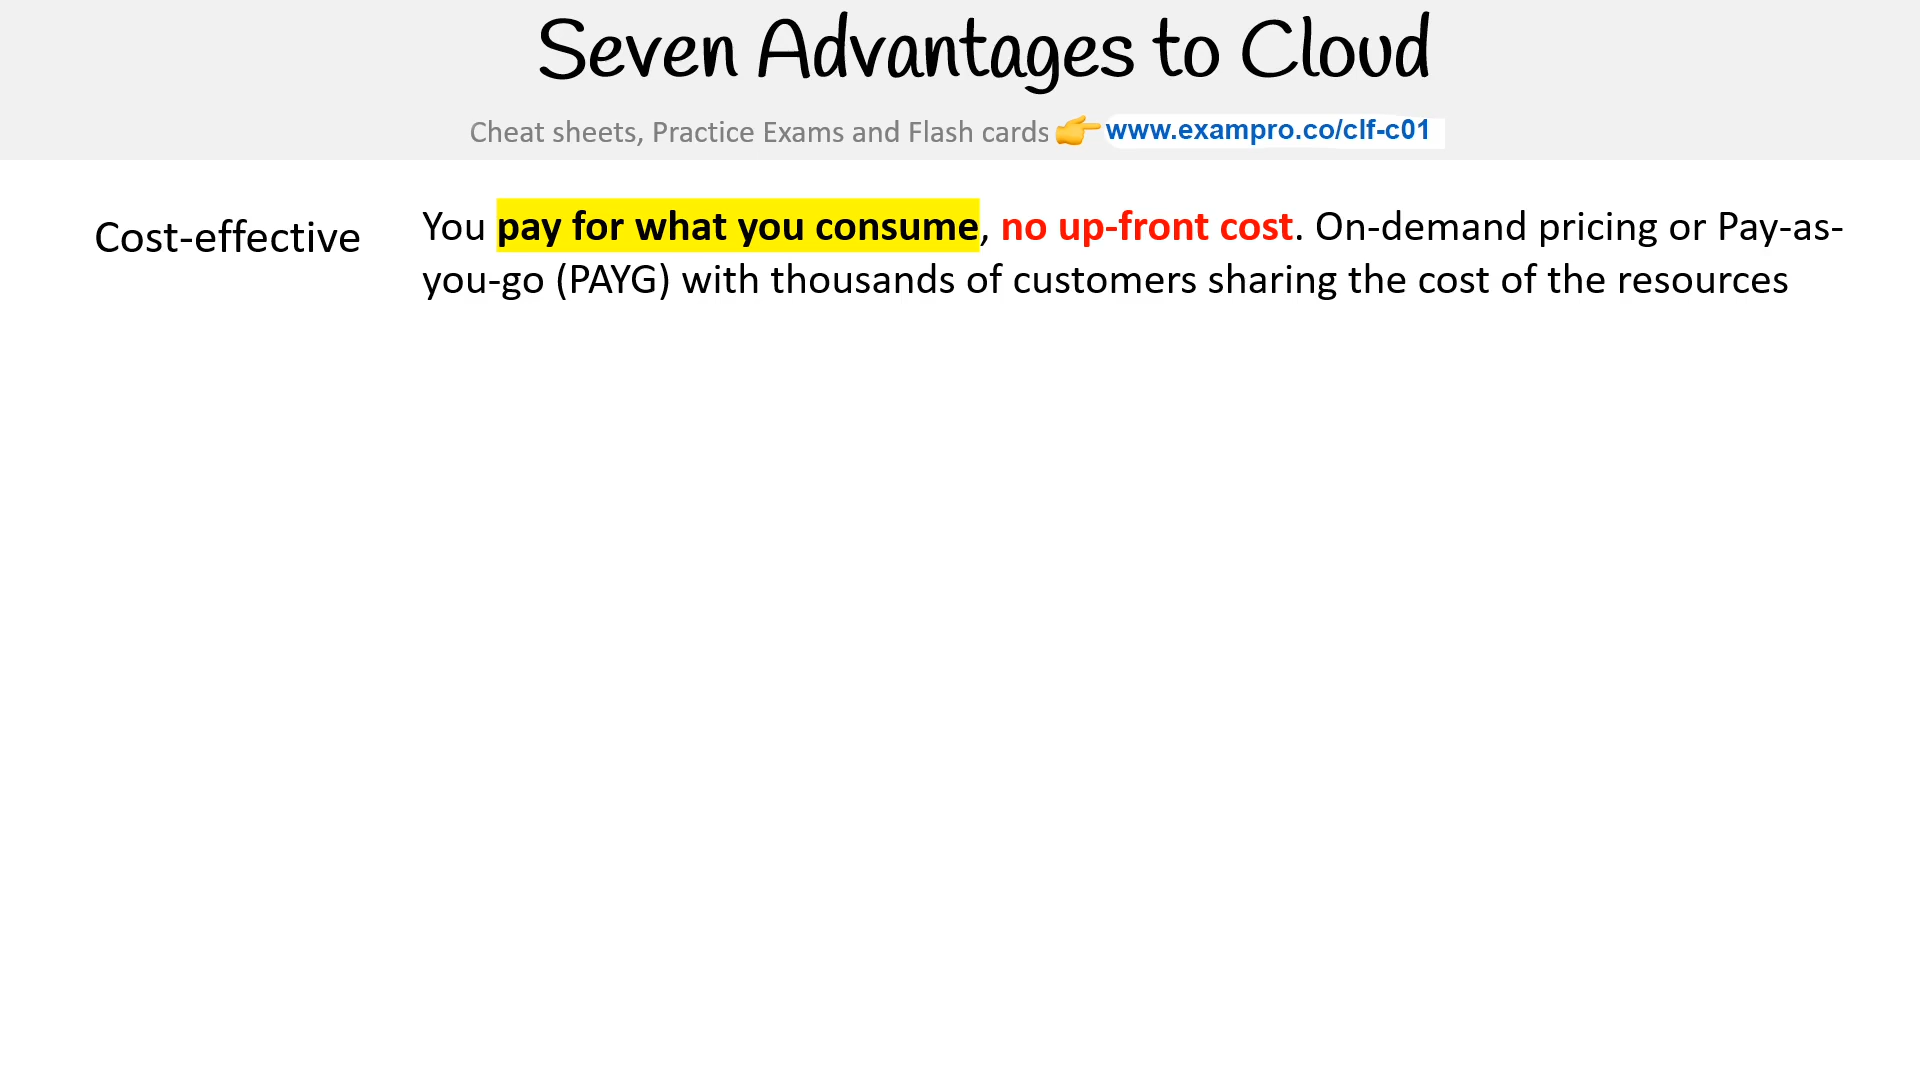 Seven Advantages to Cloud
Cheat sheets, Practice Exams and Flash cards 👉 www.exampro.co/clf-c01
Cost-effective
You pay for what you consume, no up-front cost. On-demand pricing or Pay-as-
you-go (PAYG) with thousands of customers sharing the cost of the resources